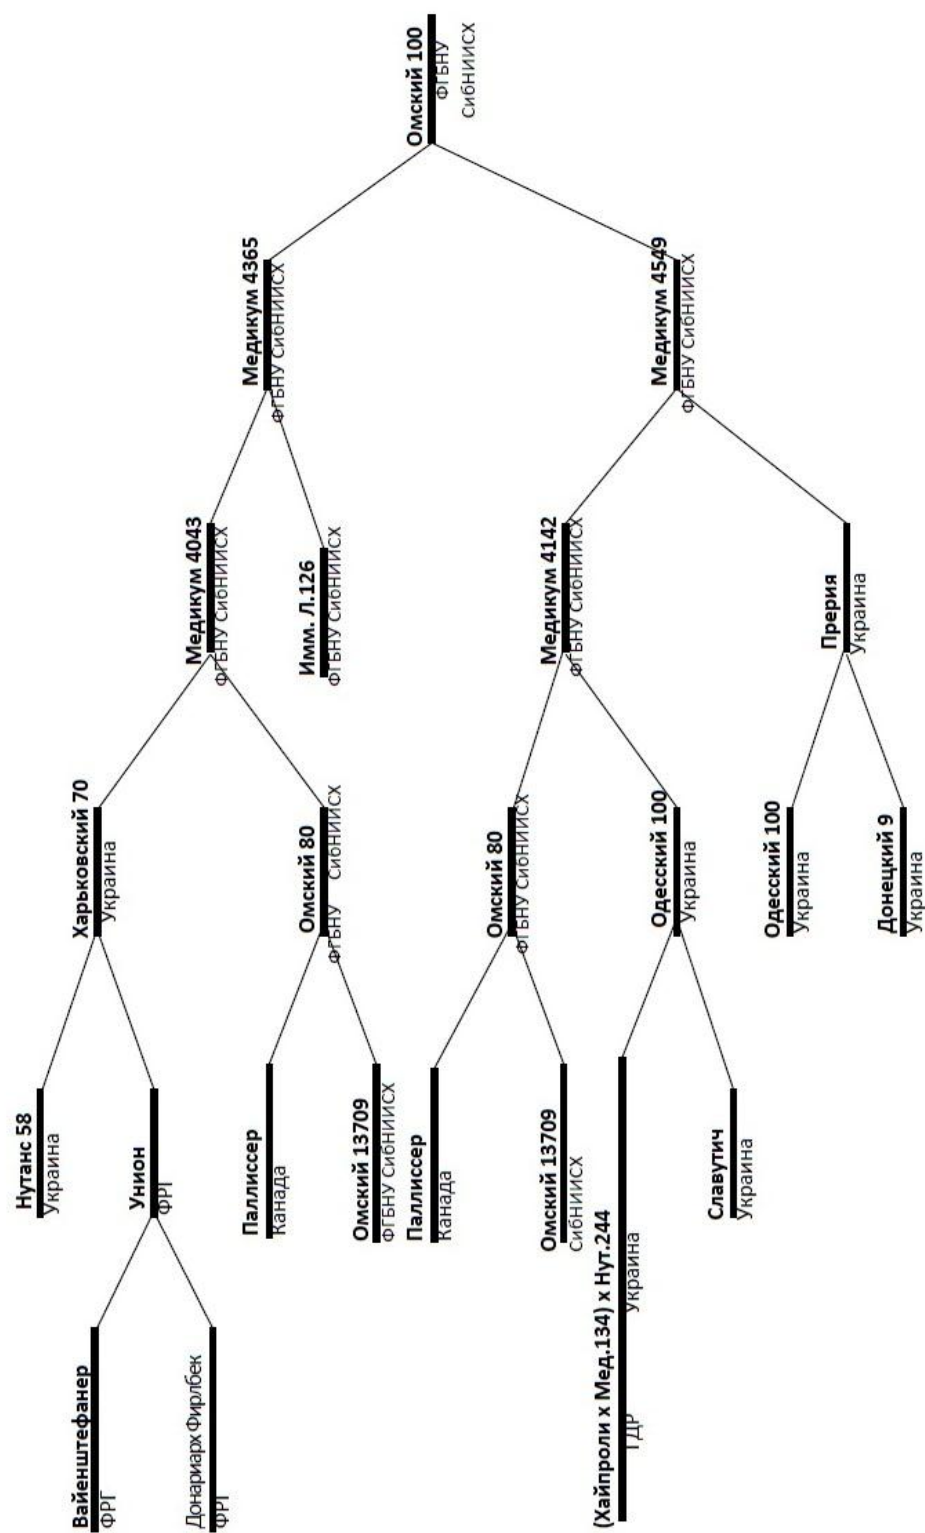 Омский 100
ФГБНУ
СибНИИСХ
Медикум 4365
ФГБНУ СибНИИСХ
Медикум 4549
ФГБНУ СибНИИСХ
Медикум 4043
ФГБНУ СибНИИСХ
Имм. Л.126
ФГБНУ СибНИИСХ
Медикум 4142
ФГБНУ СибНИИСХ
Прерия
Украина
Харьковский 70
Украина
Омский 80
ФГБНУ СибНИИСХ
Омский 80
ФГБНУ СибНИИСХ
Одесский 100
Украина
Одесский 100
Украина
Донецкий 9
Украина
Нутанс 58
Украина
Унион
ФРГ
Паллиссер
Канада
Омский 13709
ФГБНУ СибНИИСХ
Паллиссер
Канада
Омский 13709
СибНИИСХ
(Хайпроли х Мед.134) х Нут.244
ГДР Украина
Славутич
Украина
Вайенштефанер
ФРГ
Донариарх Фирлбек
ФРГ